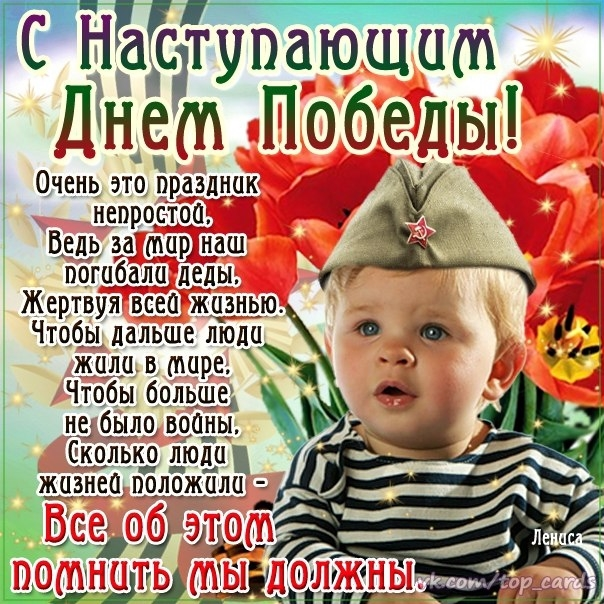 С Наступающим
Днем Победы!
Очень это праздник
непростой,
Ведь за мир наш
погибали деды,
Жертвуя всей жизнью.
Чтобы дальше люди
жили в мире,
Чтобы больше
не было войны,
Сколько люди
жизней положили -
Все об этом
помнить мы должны.
Лениса
vk.com/top_cards